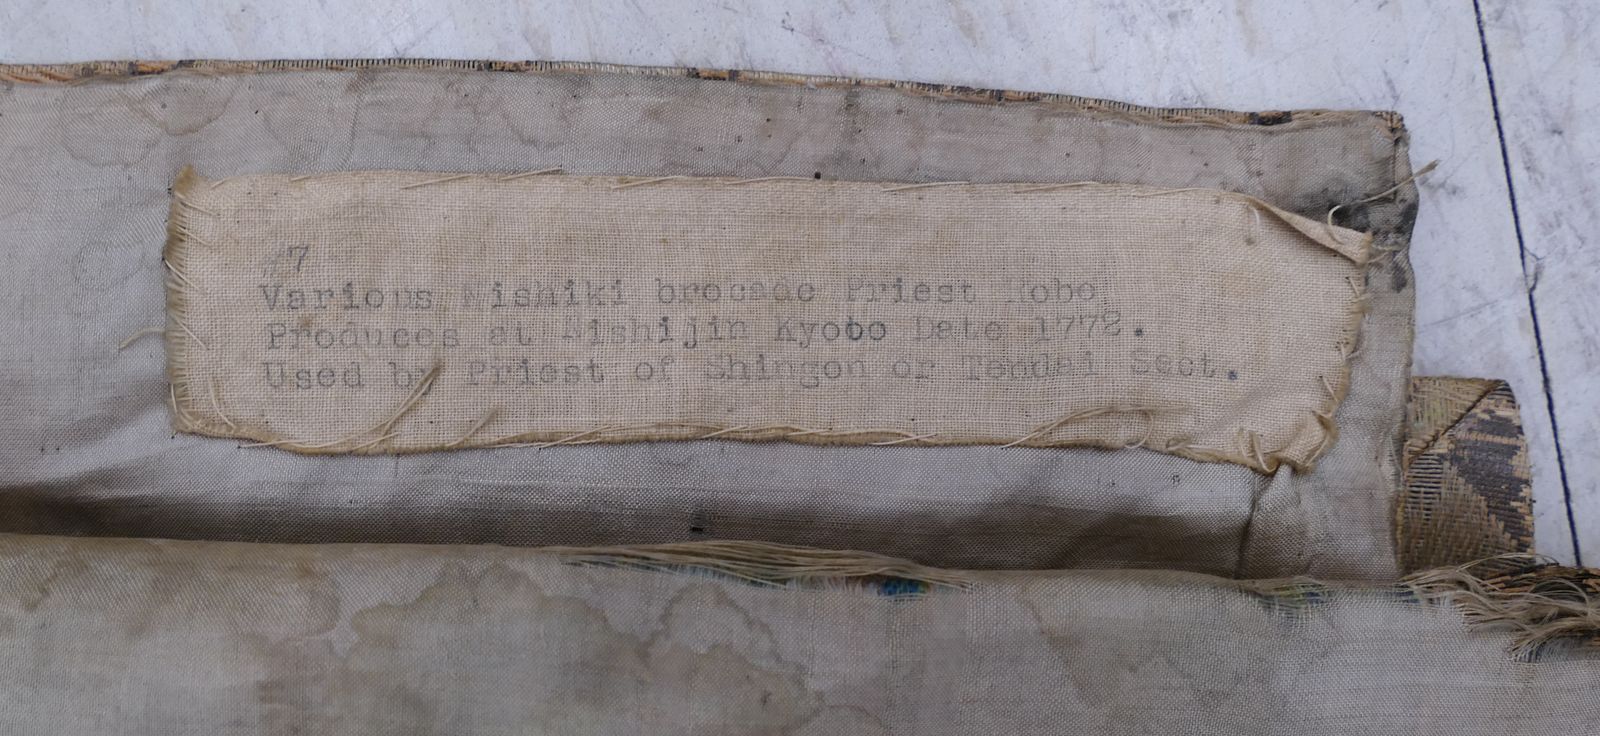 #7
Various Nishiki brocade Priest Robe
Produces at Nishijin Kyobo Date 1772.
Used by Priest of Shingon or Tendai Sect.